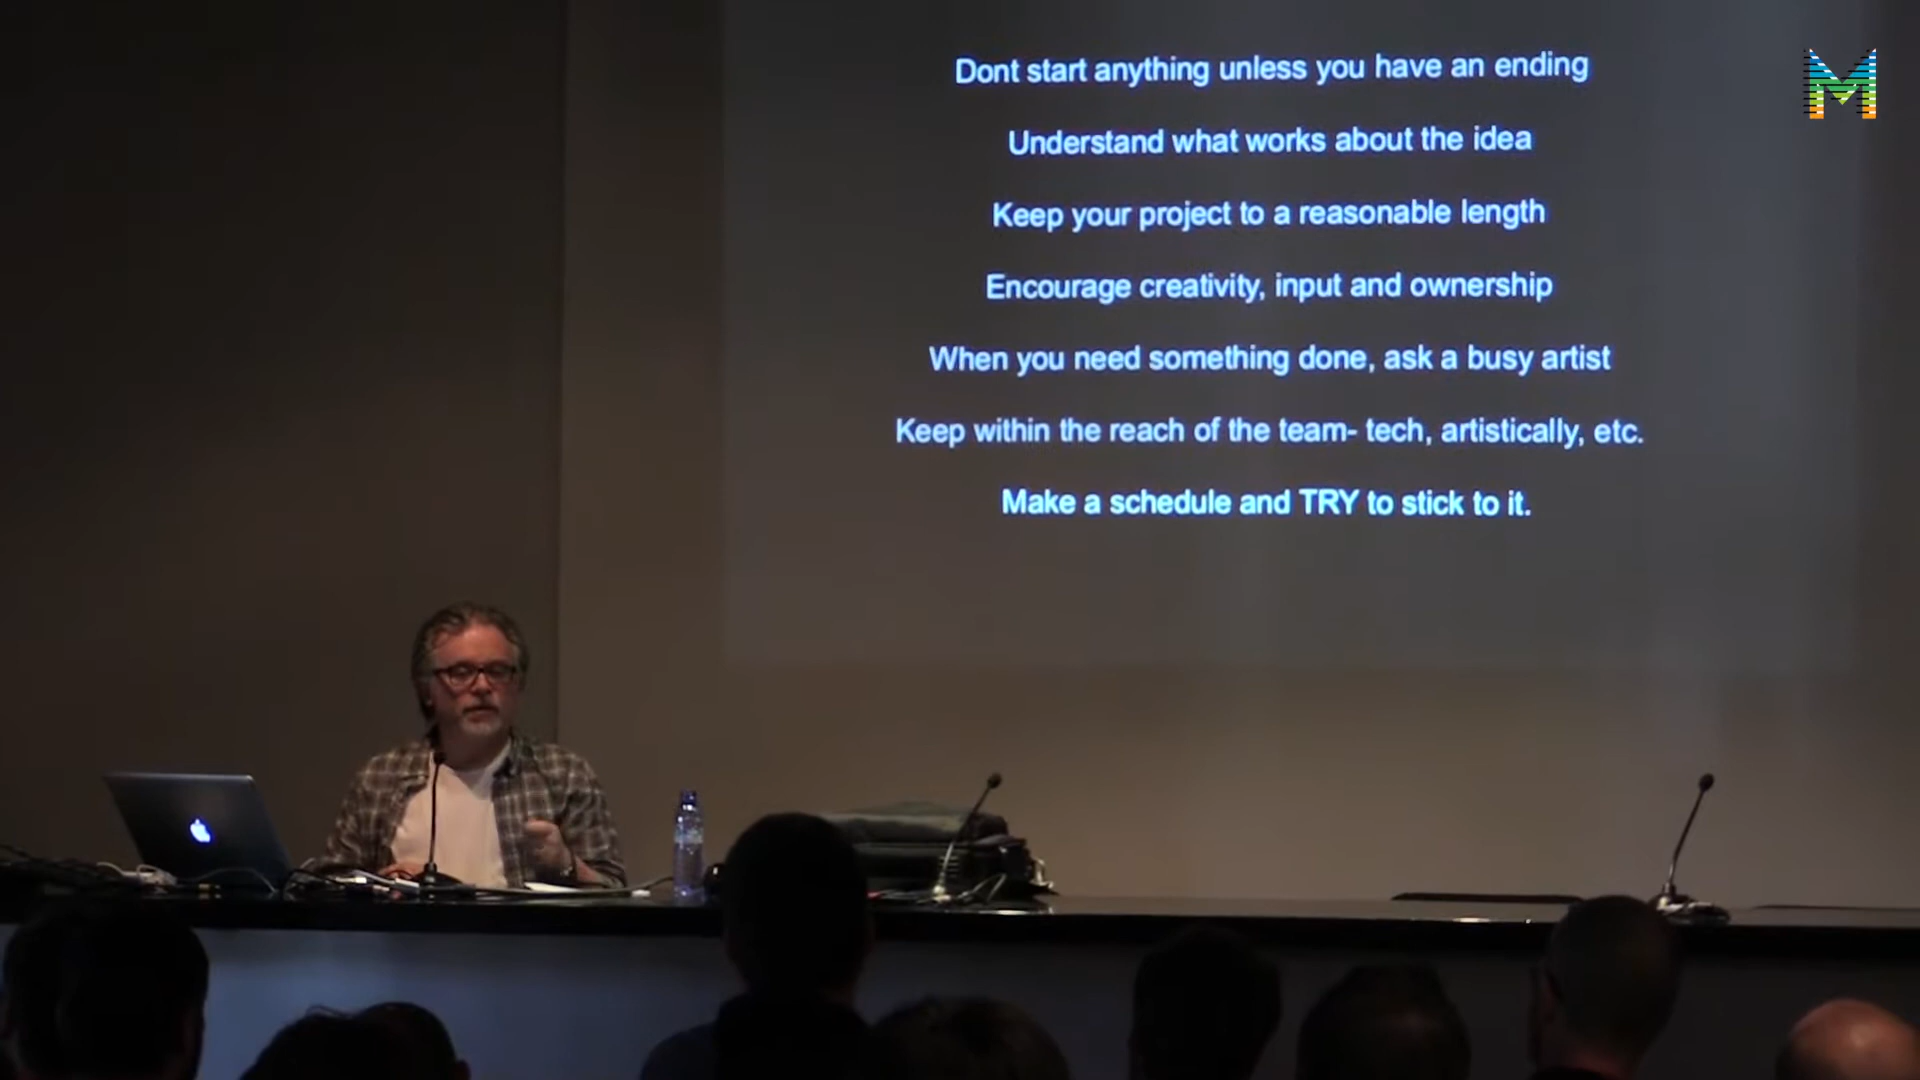 Dont start anything unless you have an ending
Understand what works about the idea
Keep your project to a reasonable length
Encourage creativity, input and ownership
When you need something done, ask a busy artist
Keep within the reach of the team- tech, artistically, etc.
Make a schedule and TRY to stick to it.
M